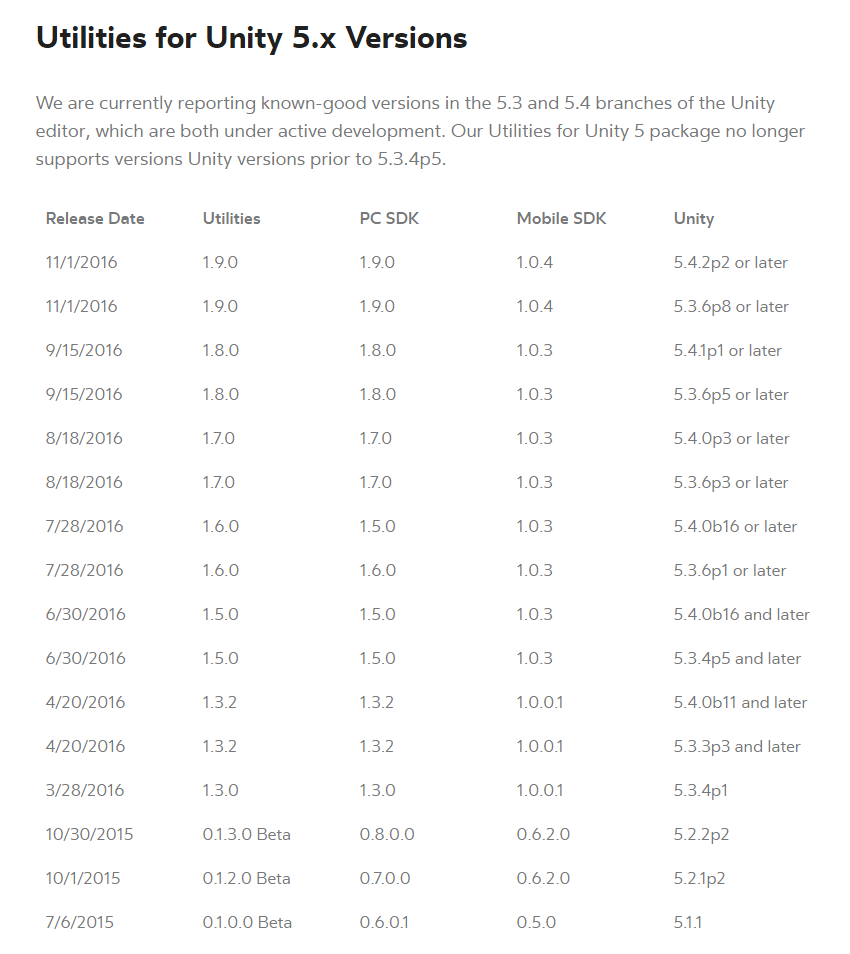 Utilities for Unity 5.x Versions
We are currently reporting known-good versions in the 5.3 and 5.4 branches of the Unity
editor, which are both under active development. Our Utilities for Unity 5 package no longer
supports versions Unity versions prior to 5.3.4p5.
Release Date Utilities PC SDK Mobile SDK Unity
11/1/2016 1.9.0 1.9.0 1.0.4 5.4.2p2 or later
11/1/2016 1.9.0 1.9.0 1.0.4 5.3.6p8 or later
9/15/2016 1.8.0 1.8.0 1.0.3 5.4.1p1 or later
9/15/2016 1.8.0 1.8.0 1.0.3 5.3.6p5 or later
8/18/2016 1.7.0 1.7.0 1.0.3 5.4.0p3 or later
8/18/2016 1.7.0 1.7.0 1.0.3 5.3.6p3 or later
7/28/2016 1.6.0 1.5.0 1.0.3 5.4.0b16 or later
7/28/2016 1.6.0 1.6.0 1.0.3 5.3.6p1 or later
6/30/2016 1.5.0 1.5.0 1.0.3 5.4.0b16 and later
6/30/2016 1.5.0 1.5.0 1.0.3 5.3.4p5 and later
4/20/2016 1.3.2 1.3.2 1.0.0.1 5.4.0b11 and later
4/20/2016 1.3.2 1.3.2 1.0.0.1 5.3.3p3 and later
3/28/2016 1.3.0 1.3.0 1.0.0.1 5.3.4p1
10/30/2015 0.1.3.0 Beta 0.8.0.0 0.6.2.0 5.2.2p2
10/1/2015 0.1.2.0 Beta 0.7.0.0 0.6.2.0 5.2.1p2
7/6/2015 0.1.0.0 Beta 0.6.0.1 0.5.0 5.1.1